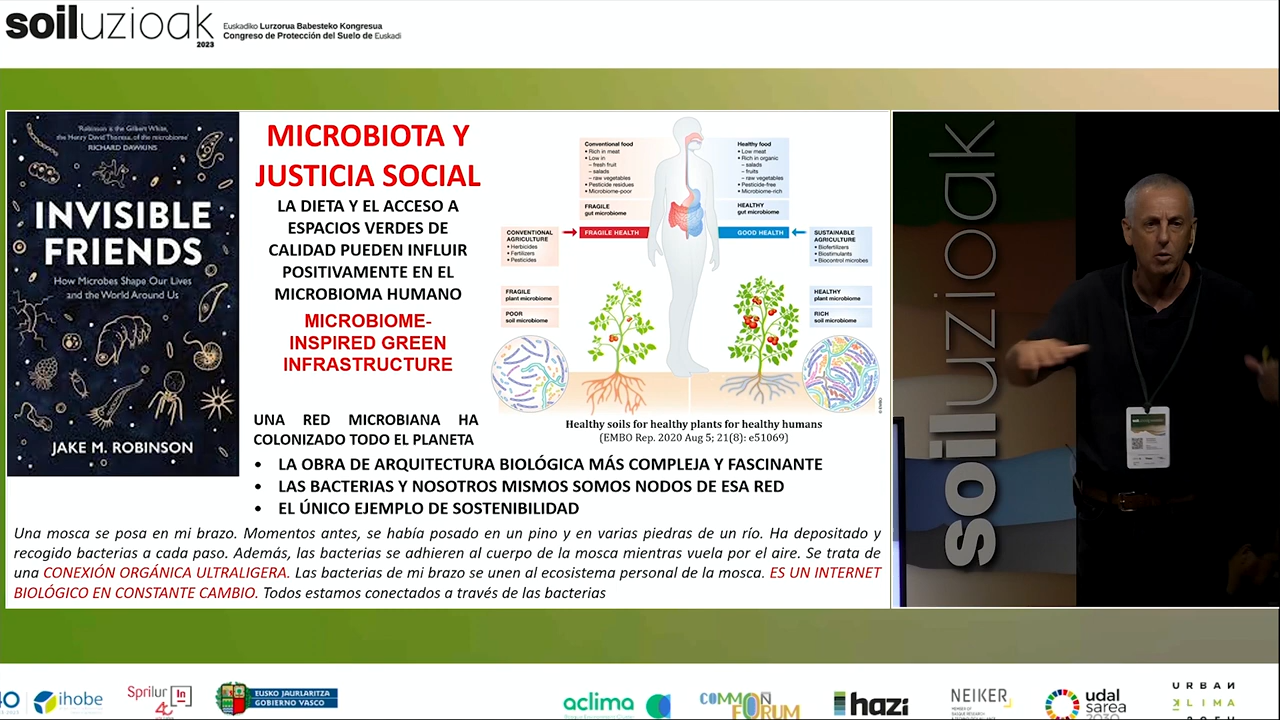 soiluzioak
2023
Euskadiko Lurzorua Babesteko Kongresua
Congreso de Protección del Suelo de Euskadi
'Robinson is the Gilbert White,
the Henry David Thoreau, of the microbiome'
RICHARD DAWKINS
INVISIBLE
FRIENDS
How Microbes Shape Our Lives
and the World Around Us
JAKE M. ROBINSON
MICROBIOTA Y
JUSTICIA SOCIAL
LA DIETA Y EL ACCESO A
ESPACIOS VERDES DE
CALIDAD PUEDEN INFLUIR
POSITIVAMENTE EN EL
MICROBIOMA HUMANO
MICROBIOME-
INSPIRED GREEN
INFRASTRUCTURE
UNA RED MICROBIANA HA
COLONIZADO TODO EL PLANETA
Conventional food
• Rich in meat
• Low in
– fresh fruit
– salads
– raw vegetables
• Pesticide residues
• Microbiome-poor
FRAGILE
gut microbiome
CONVENTIONAL
AGRICULTURE
• Herbicides
• Fertilizers
• Pesticides
FRAGILE HEALTH
FRAGILE
plant microbiome
POOR
soil microbiome
Healthy food
• Low meat
• Rich in organic
– salads
– fruits
– raw vegetables
• Pesticide-free
• Microbiome-rich
HEALTHY
gut microbiome
GOOD HEALTH
SUSTAINABLE
AGRICULTURE
• Biofertilizers
• Biostimulants
• Biocontrol microbes
HEALTHY
plant microbiome
RICH
soil microbiome
© EMBO
Healthy soils for healthy plants for healthy humans
(EMBO Rep. 2020 Aug 5; 21(8): e51069)
• LA OBRA DE ARQUITECTURA BIOLÓGICA MÁS COMPLEJA Y FASCINANTE
• LAS BACTERIAS Y NOSOTROS MISMOS SOMOS NODOS DE ESA RED
• EL ÚNICO EJEMPLO DE SOSTENIBILIDAD
Una mosca se posa en mi brazo. Momentos antes, se había posado en un pino y en varias piedras de un río. Ha depositado y
recogido bacterias a cada paso. Además, las bacterias se adhieren al cuerpo de la mosca mientras vuela por el aire. Se trata de
una CONEXIÓN ORGÁNICA ULTRALIGERA. Las bacterias de mi brazo se unen al ecosistema personal de la mosca. ES UN INTERNET
BIOLÓGICO EN CONSTANTE CAMBIO. Todos estamos conectados a través de las bacterias
soiluzioak
ihobe
Sprilur
In
EUSKO JAURLARITZA
GOBIERNO VASCO
aclima
COMMON
FORUM
hazi
NEIKER
MEMBER OF
udal
sarea
2030
URBAN
KLIMA